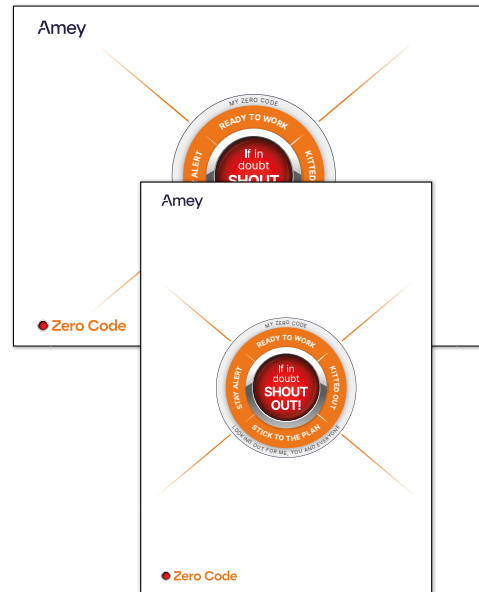 Amey
MY ZERO CODE
READY TO WORK
ALERT
KITTED
If in
doubt
SHOUT
Zero Code
Amey
MY ZERO CODE
READY TO WORK
STAY ALERT
KITTED OUT
If in
doubt
SHOUT
OUT!
STICK TO THE PLAN
LOOKING OUT FOR ME, YOU AND EVERYONE
Zero Code